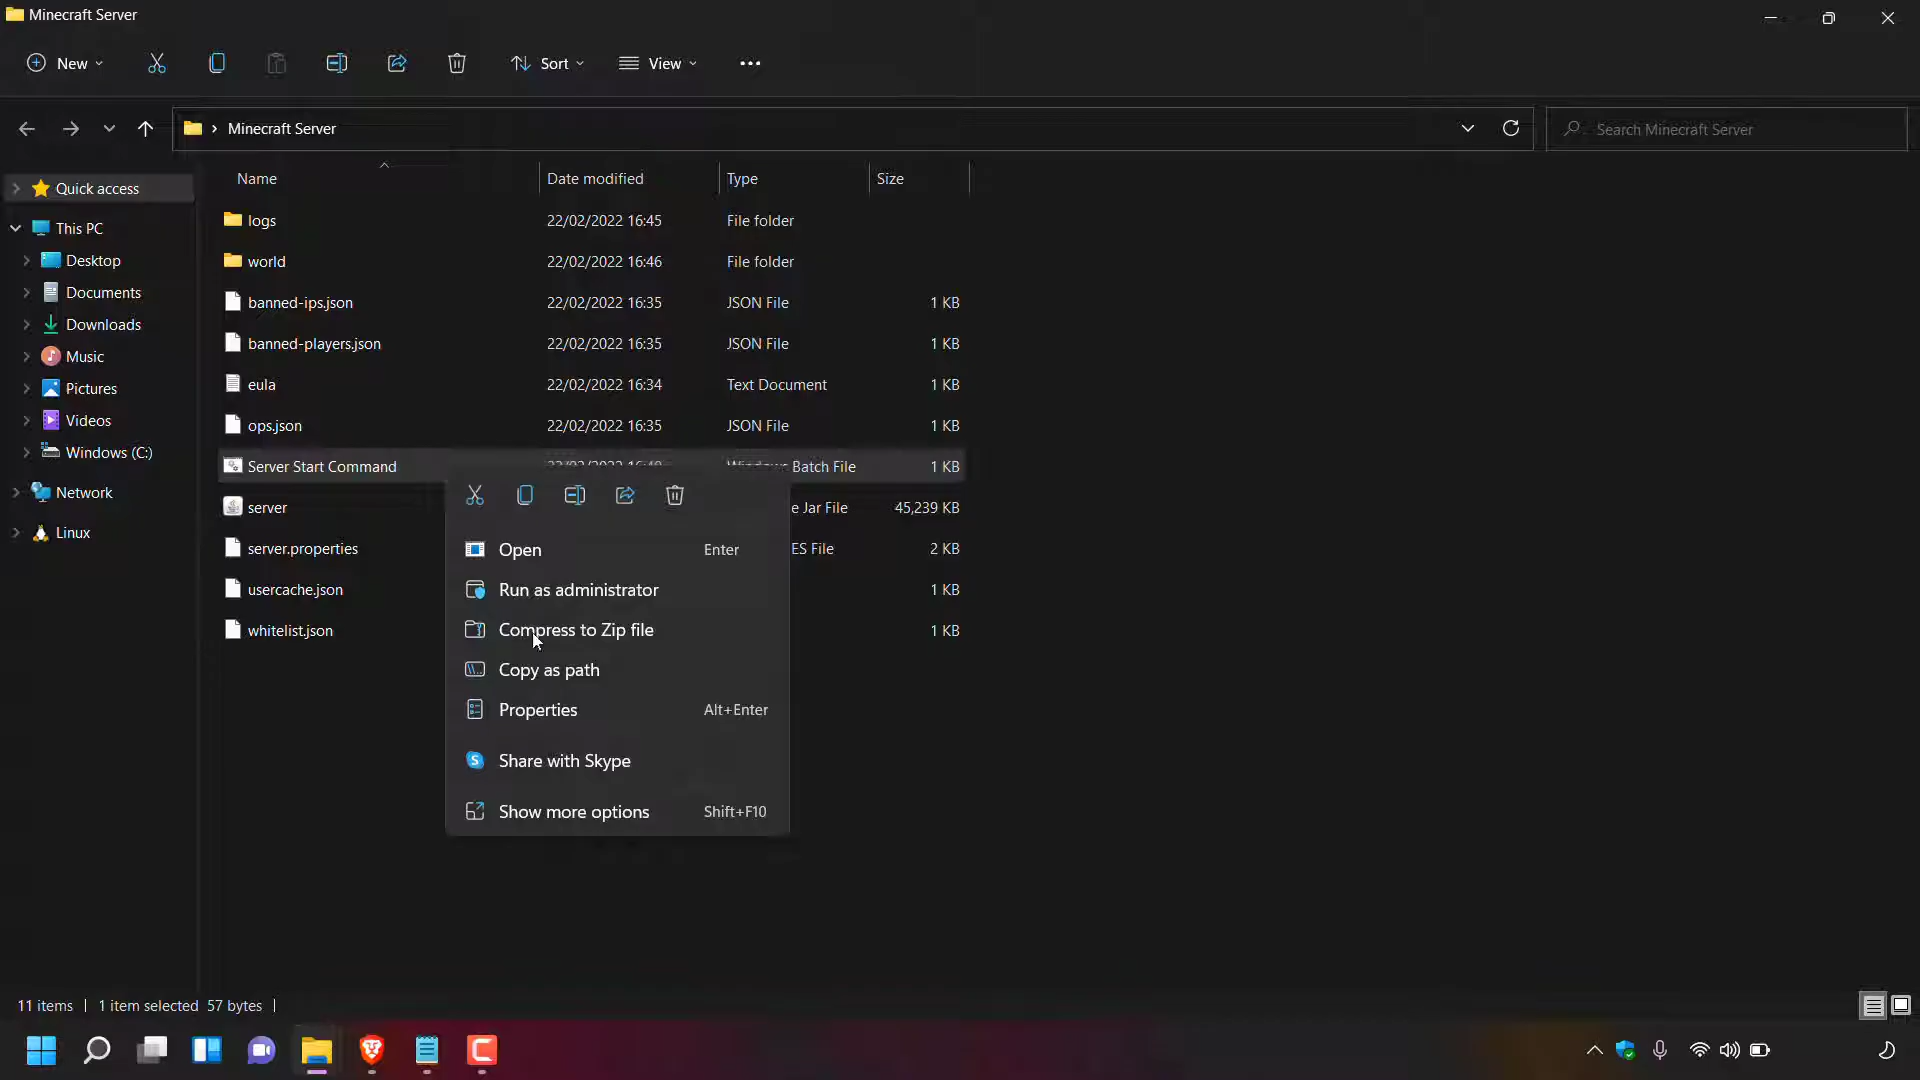 Minecraft Server
New
Sort
View
Minecraft Server
Search Minecraft Server
Name Date modified Type Size
Quick access
This PC
Desktop
Documents
Downloads
Music
Pictures
Videos
Windows (C:)
Network
Linux
logs 22/02/2022 16:45 File folder
world 22/02/2022 16:46 File folder
banned-ips.json 22/02/2022 16:35 JSON File 1 KB
banned-players.json 22/02/2022 16:35 JSON File 1 KB
eula 22/02/2022 16:34 Text Document 1 KB
ops.json 22/02/2022 16:35 JSON File 1 KB
Server Start Command Batch File 1 KB
server e Jar File 45,239 KB
server.properties ES File 2 KB
usercache.json 1 KB
whitelist.json 1 KB
Open Enter
Run as administrator
Compress to Zip file
Copy as path
Properties Alt+Enter
Share with Skype
Show more options Shift+F10
11 items 1 item selected 57 bytes